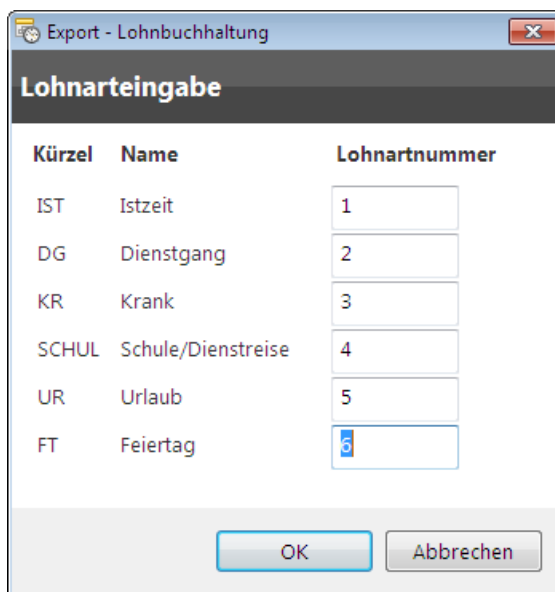 Export - Lohnbuchhaltung
Lohnarteingabe
Kürzel Name Lohnartnummer
IST Istzeit 1
DG Dienstgang 2
KR Krank 3
SCHUL Schule/Dienstreise 4
UR Urlaub 5
FT Feiertag 6
OK Abbrechen